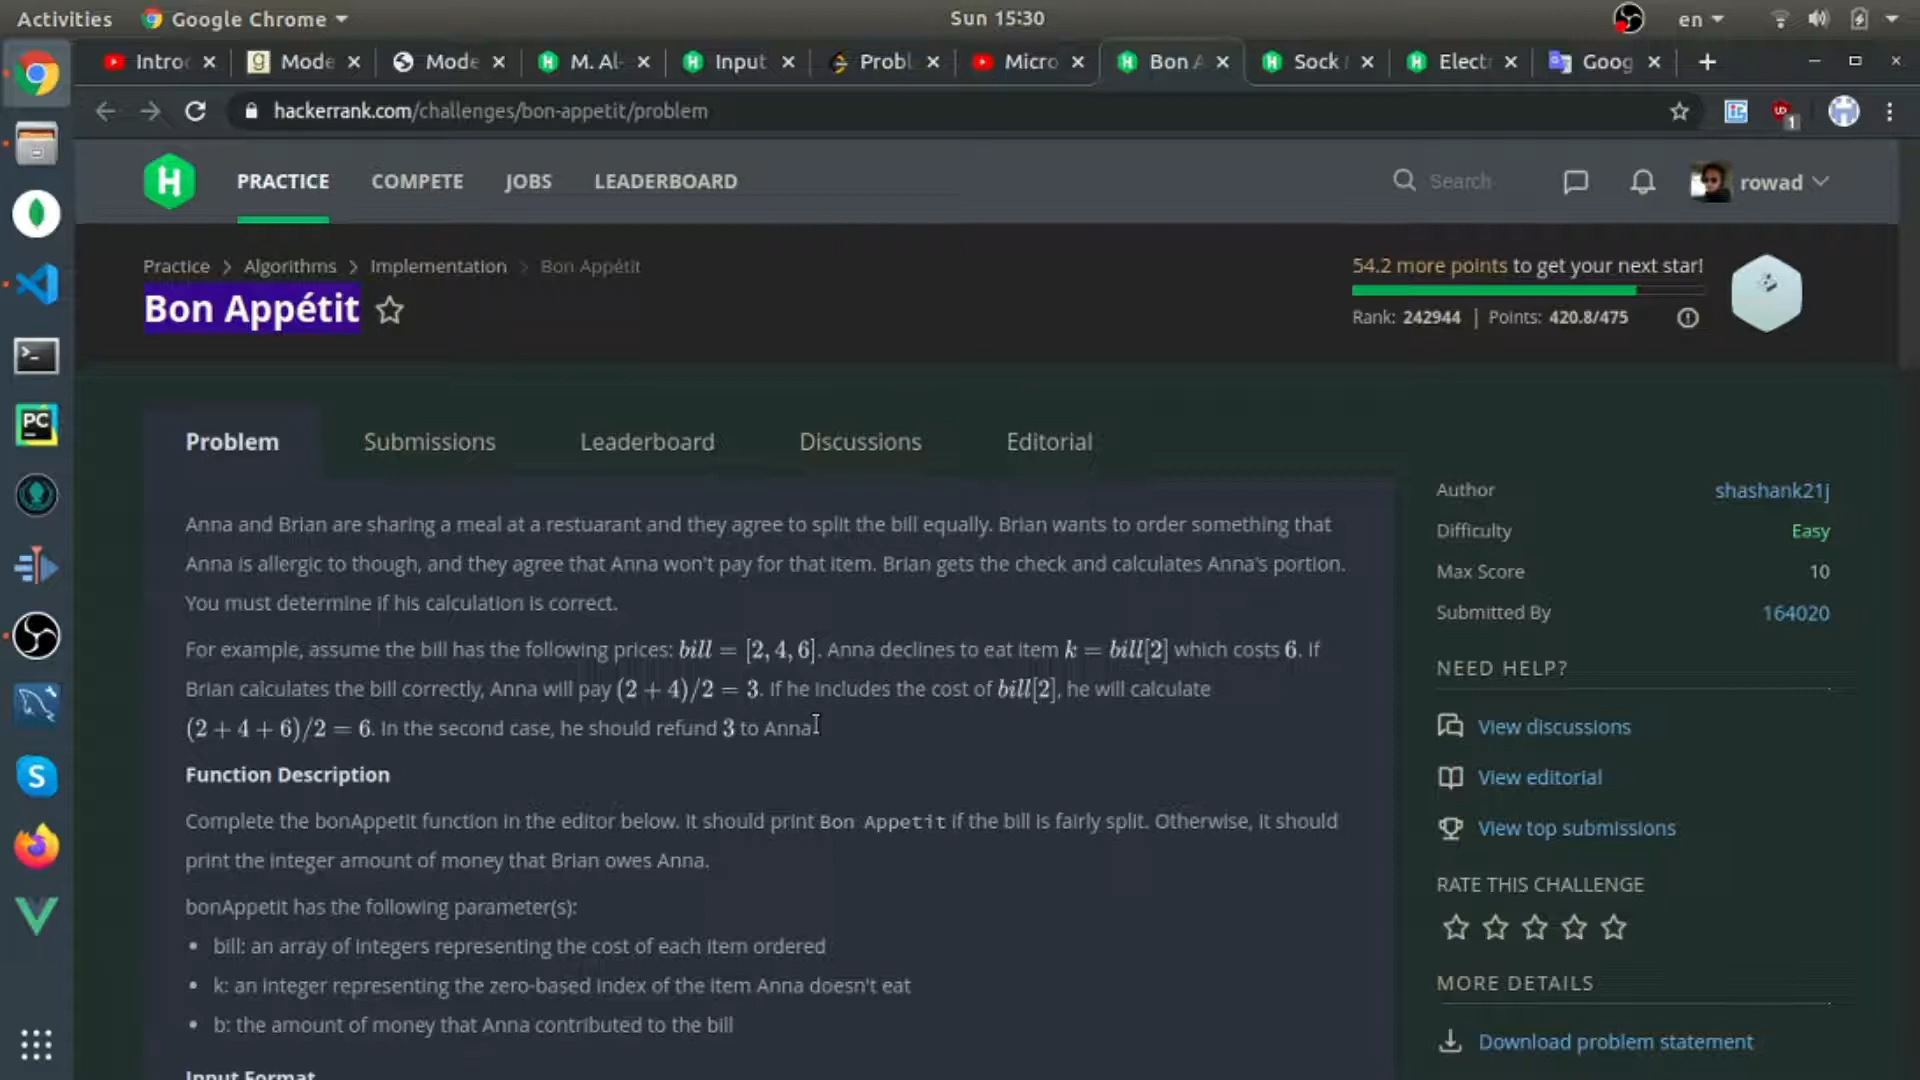 Activities
Google Chrome
Sun 15:30
en
Intro
Mode
Mode
M. Al-
Input
Probl
Micro
Bon A
Sock
Elect
Goog
hackerrank.com/challenges/bon-appetit/problem
1
H
PRACTICE
COMPETE
JOBS
LEADERBOARD
Search
rowad
Practice > Algorithms > Implementation > Bon Appétit
54.2 more points to get your next star!
Bon Appétit
Rank: 242944 | Points: 420.8/475
Problem
Submissions
Leaderboard
Discussions
Editorial
Anna and Brian are sharing a meal at a restuarant and they agree to split the bill equally. Brian wants to order something that
Anna is allergic to though, and they agree that Anna won't pay for that item. Brian gets the check and calculates Anna's portion.
You must determine if his calculation is correct.
For example, assume the bill has the following prices: bill = [2, 4, 6]. Anna declines to eat item k = bill[2] which costs 6. If
Brian calculates the bill correctly, Anna will pay (2 + 4)/2 = 3. If he includes the cost of bill[2], he will calculate
(2 + 4 + 6)/2 = 6. In the second case, he should refund 3 to Anna.
Function Description
Complete the bonAppetit function in the editor below. It should print Bon Appetit if the bill is fairly split. Otherwise, it should
print the integer amount of money that Brian owes Anna.
bonAppetit has the following parameter(s):
• bill: an array of integers representing the cost of each item ordered
• k: an integer representing the zero-based index of the item Anna doesn't eat
• b: the amount of money that Anna contributed to the bill
Input Format
Author shashank21j
Difficulty Easy
Max Score 10
Submitted By 164020
NEED HELP?
View discussions
View editorial
View top submissions
RATE THIS CHALLENGE
MORE DETAILS
Download problem statement
PC
S